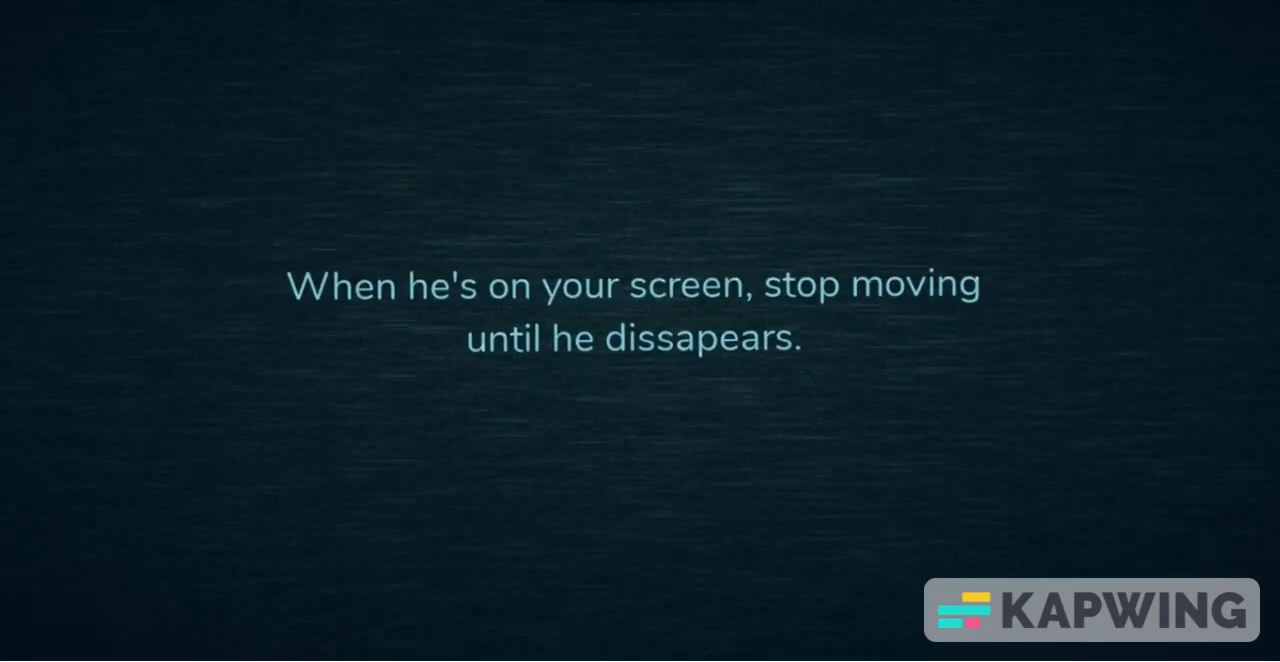 When he's on your screen, stop moving
until he dissapears.
KAPWING